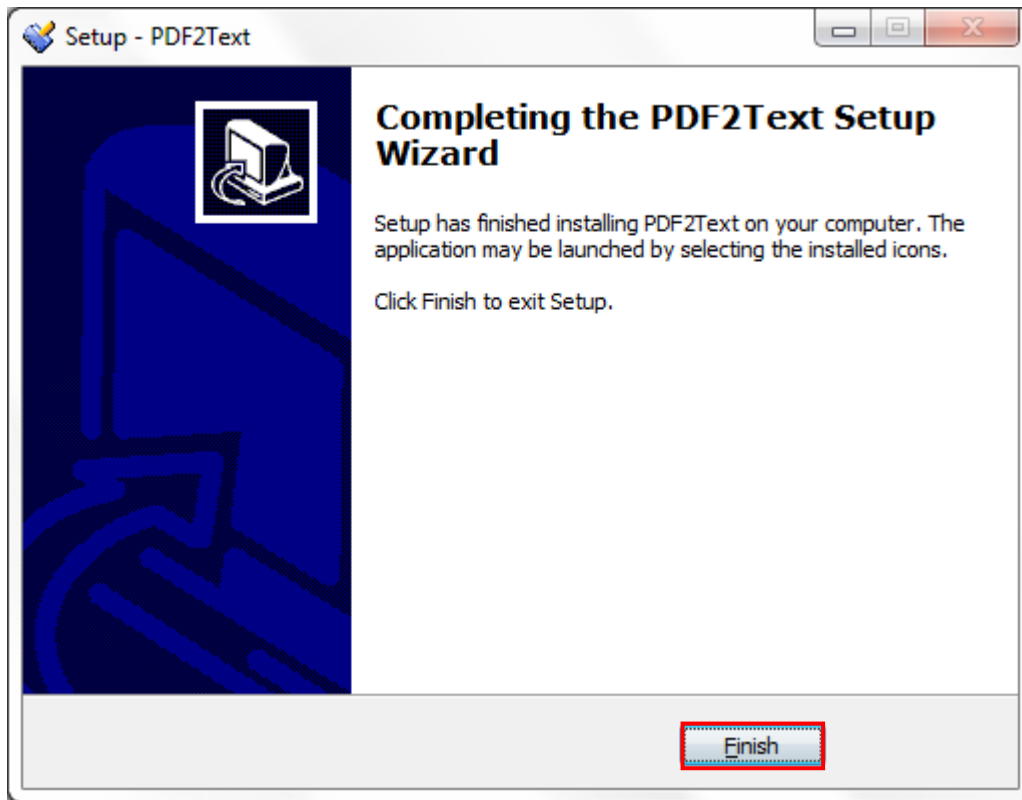 Setup - PDF2Text
Completing the PDF2Text Setup
Wizard
Setup has finished installing PDF2Text on your computer. The
application may be launched by selecting the installed icons.
Click Finish to exit Setup.
Finish